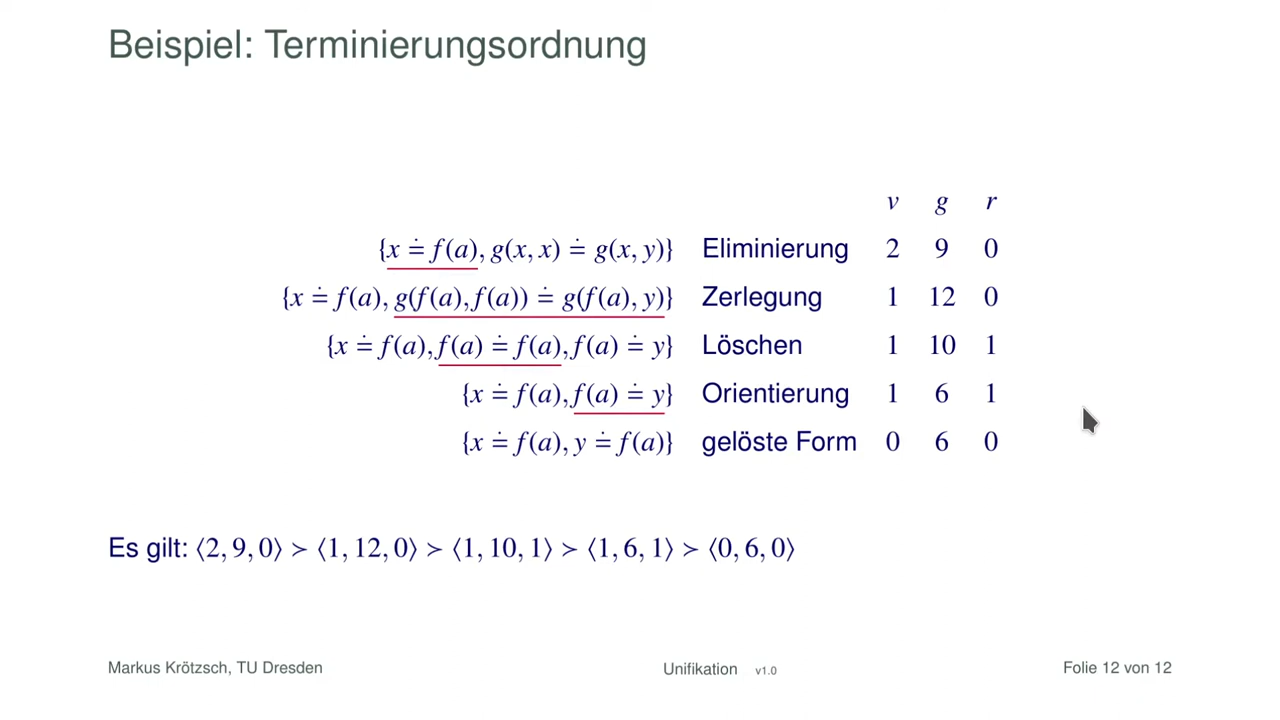 Beispiel: Terminierungsordnung
v g r
{x ≐ f(a), g(x, x) ≐ g(x, y)} Eliminierung 2 9 0
{x ≐ f(a), g(f(a), f(a)) ≐ g(f(a), y)} Zerlegung 1 12 0
{x ≐ f(a), f(a) ≐ f(a), f(a) ≐ y} Löschen 1 10 1
{x ≐ f(a), f(a) ≐ y} Orientierung 1 6 1
{x ≐ f(a), y ≐ f(a)} gelöste Form 0 6 0
Es gilt: ⟨2, 9, 0⟩ ≻ ⟨1, 12, 0⟩ ≻ ⟨1, 10, 1⟩ ≻ ⟨1, 6, 1⟩ ≻ ⟨0, 6, 0⟩
Markus Krötzsch, TU Dresden Unifikation v1.0 Folie 12 von 12